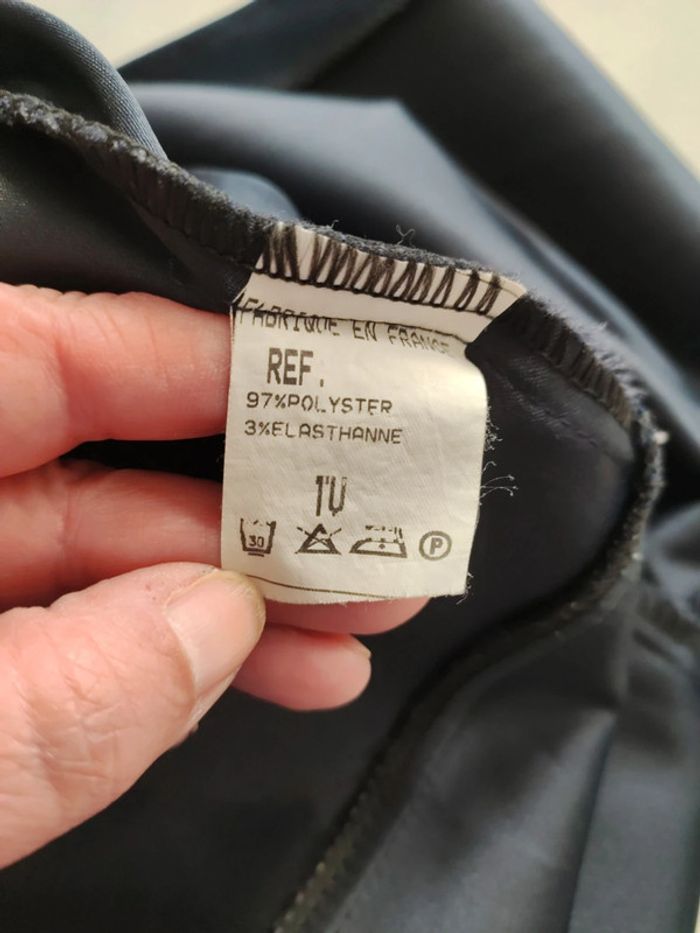 FABRIQUE EN FRANCE
REF.
97%POLYSTER
3%ELASTHANNE
TU
30
P